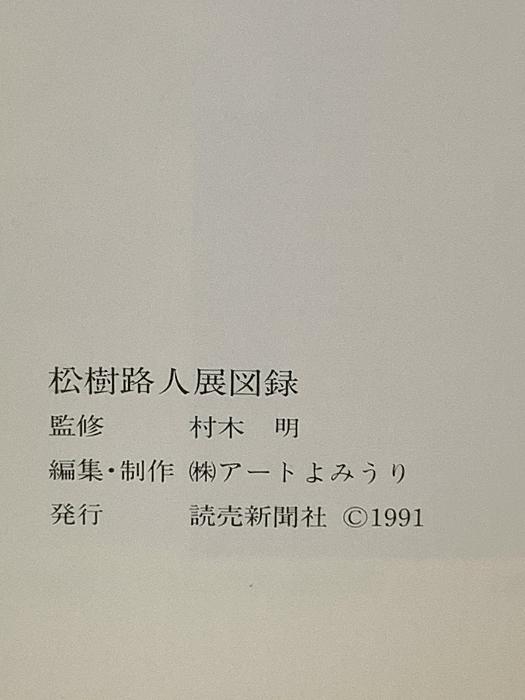 松樹路人展図録
監修 村木 明
編集・制作 ㈱アートよみうり
発行 読売新聞社 ©1991